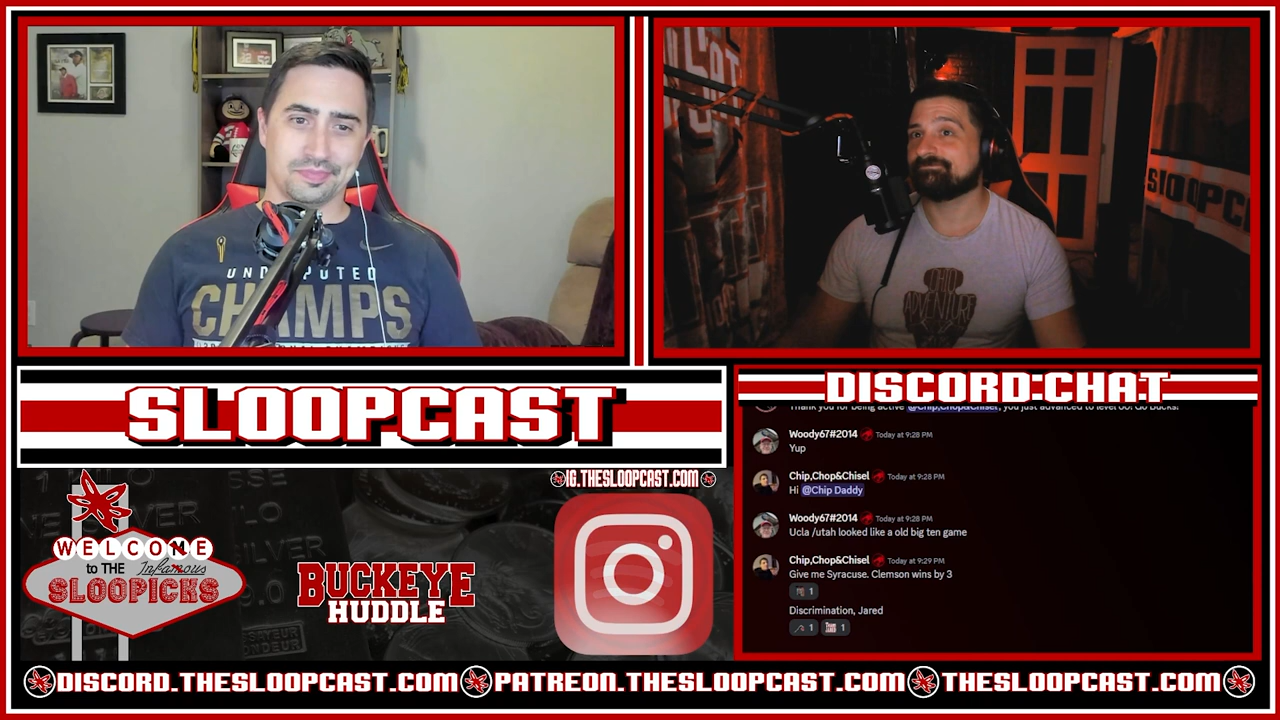 UNDISPUTED
CHAMPS
OHIO
ADVENTURE
SLOOPCAST
SLOOPCAST
DISCORD:CHAT
Thank you for being active @Chip,Chop&Chisel, you just advanced to level 60! Go Bucks!
Woody67#2014 Today at 9:28 PM
Yup
Chip,Chop&Chisel Today at 9:28 PM
Hi @Chip Daddy
Woody67#2014 Today at 9:28 PM
Ucla /utah looked like a old big ten game
Chip,Chop&Chisel Today at 9:29 PM
Give me Syracuse. Clemson wins by 3
1
Discrimination, Jared
1 1
IG.THESLOOPCAST.COM
WELCOME
to THE Infamous
SLOOPICKS
BUCKEYE
HUDDLE
SILVER
DISCORD.THESLOOPCAST.COM PATREON.THESLOOPCAST.COM THESLOOPCAST.COM